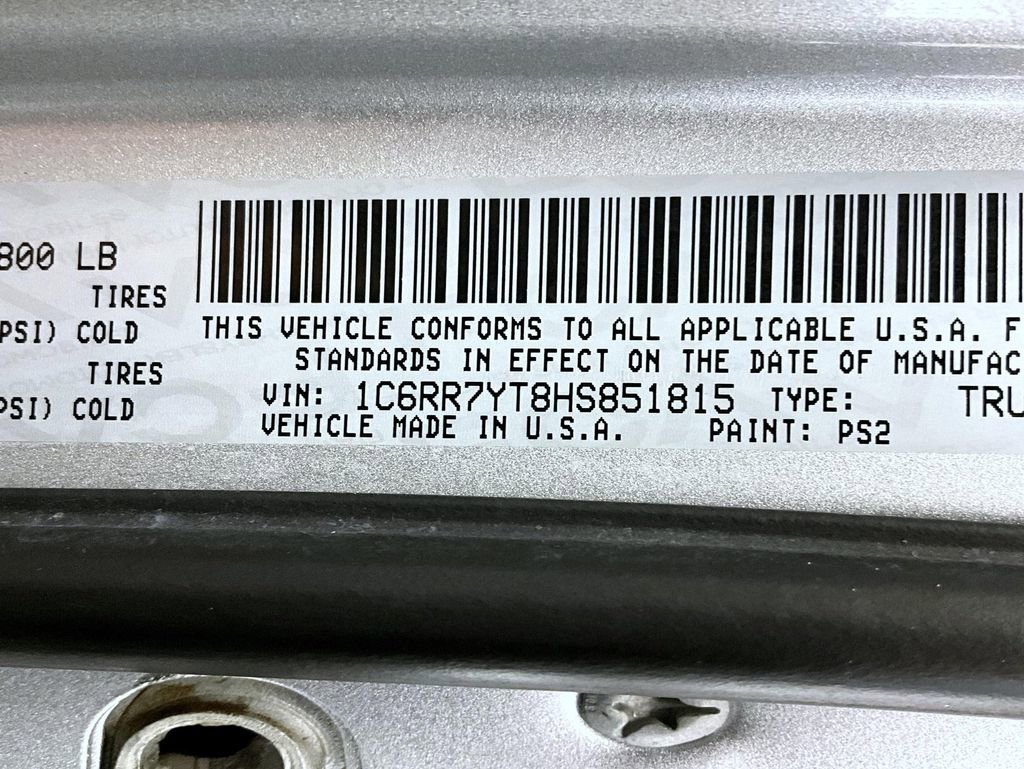 800 LB
TIRES
PSI) COLD
TIRES
PSI) COLD
THIS VEHICLE CONFORMS TO ALL APPLICABLE U.S.A. F
STANDARDS IN EFFECT ON THE DATE OF MANUFAC
VIN: 1C6RR7YT8HS851815 TYPE: TRU
VEHICLE MADE IN U.S.A. PAINT: PS2